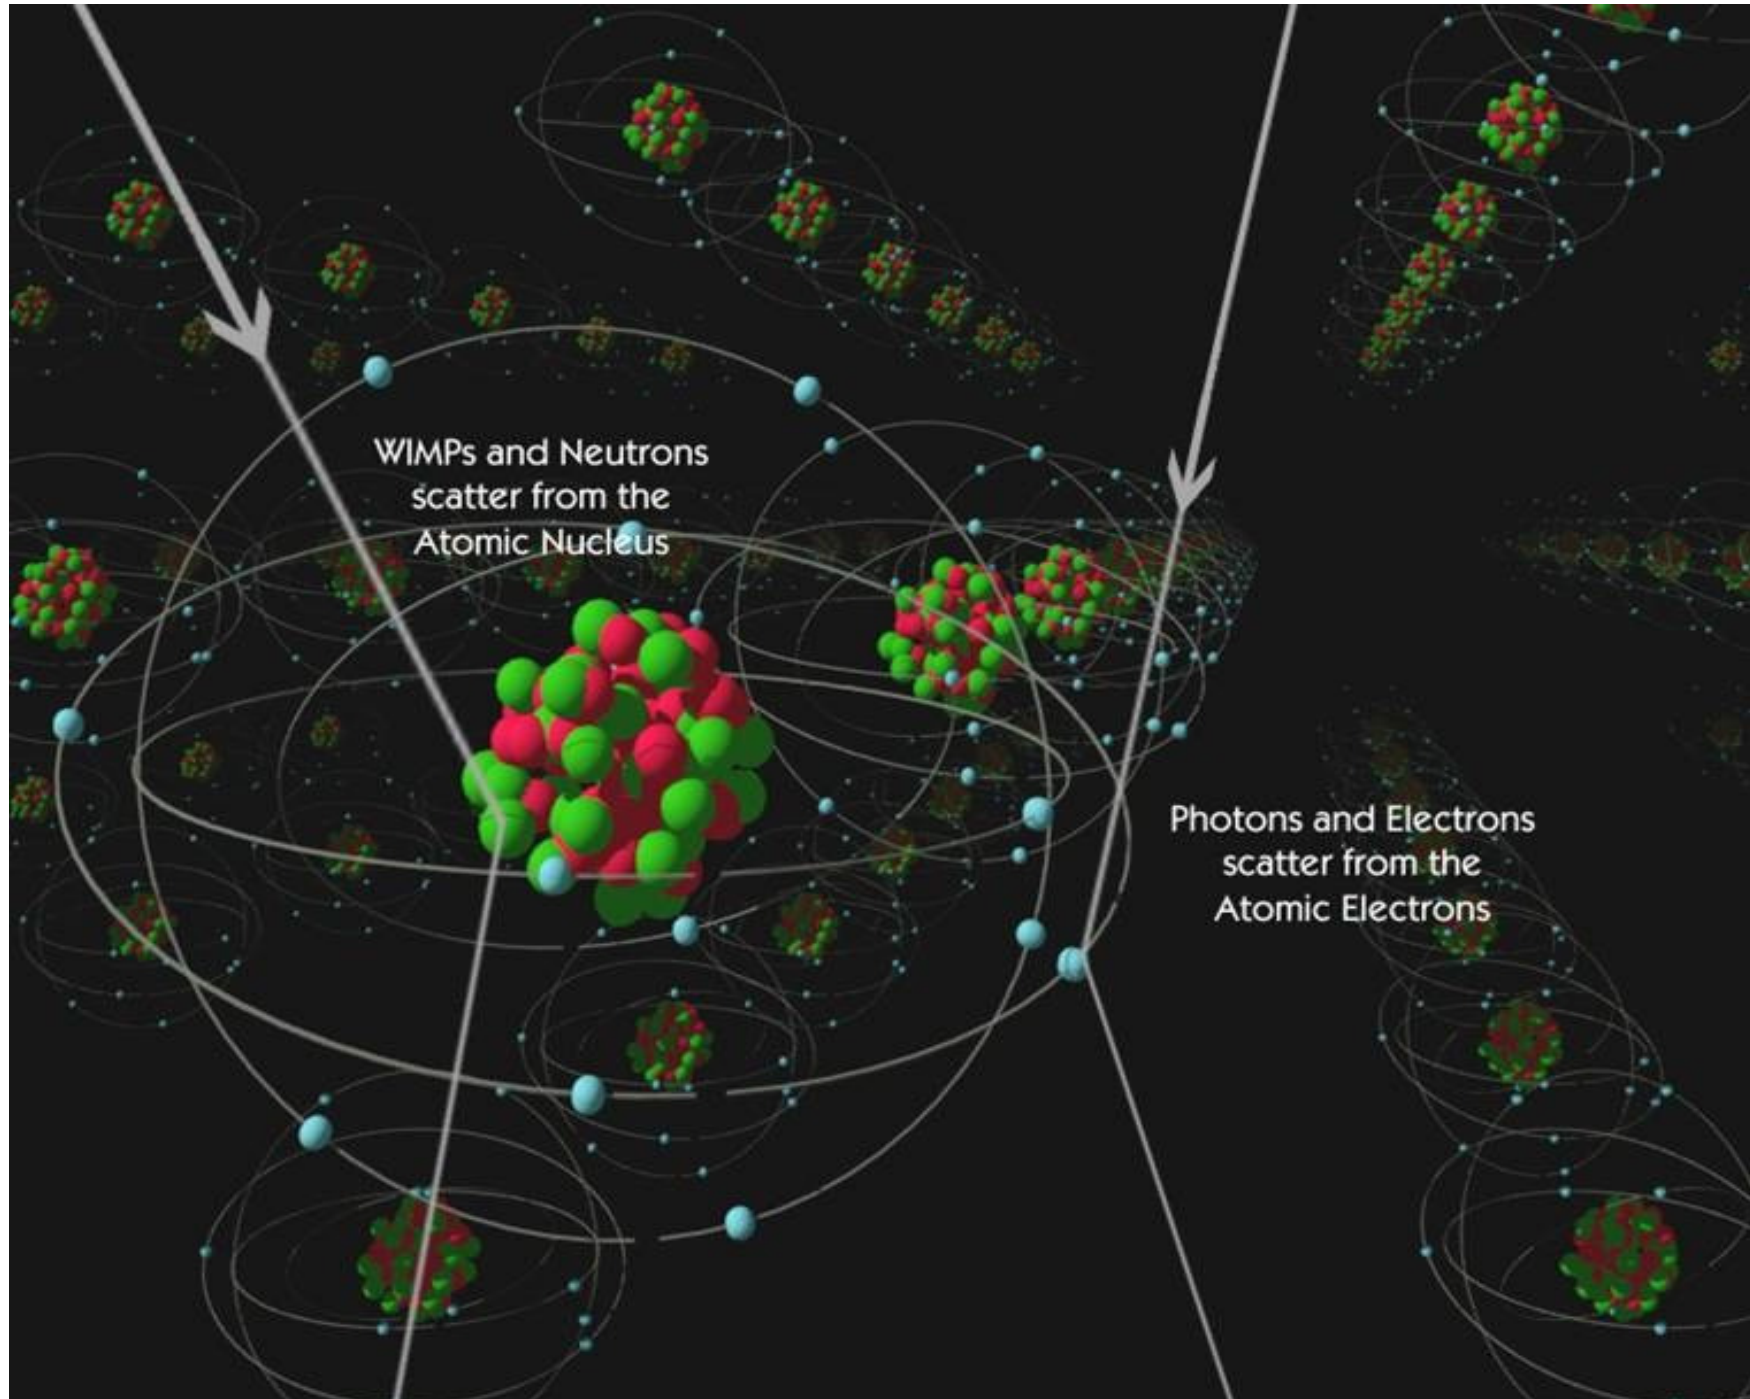 WIMPs and Neutrons
scatter from the
Atomic Nucleus
Photons and Electrons
scatter from the
Atomic Electrons